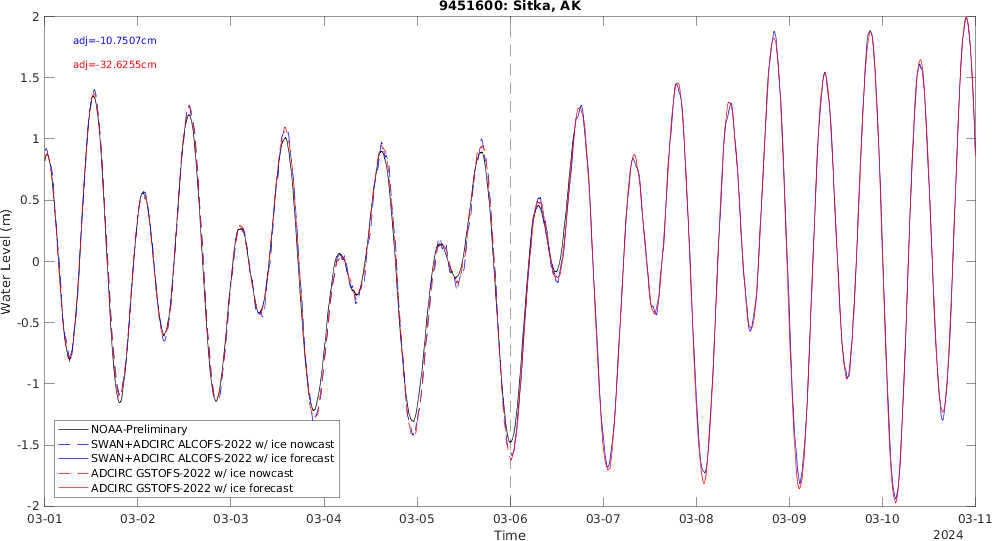 9451600: Sitka, AK
adj=-10.7507cm
adj=-32.6255cm
2
1.5
1
0.5
0
-0.5
-1
-1.5
-2
Water Level (m)
NOAA-Preliminary
SWAN+ADCIRC ALCOFS-2022 w/ ice nowcast
SWAN+ADCIRC ALCOFS-2022 w/ ice forecast
ADCIRC GSTOFS-2022 w/ ice nowcast
ADCIRC GSTOFS-2022 w/ ice forecast
03-01 03-02 03-03 03-04 03-05 03-06 03-07 03-08 03-09 03-10 03-11
Time
2024